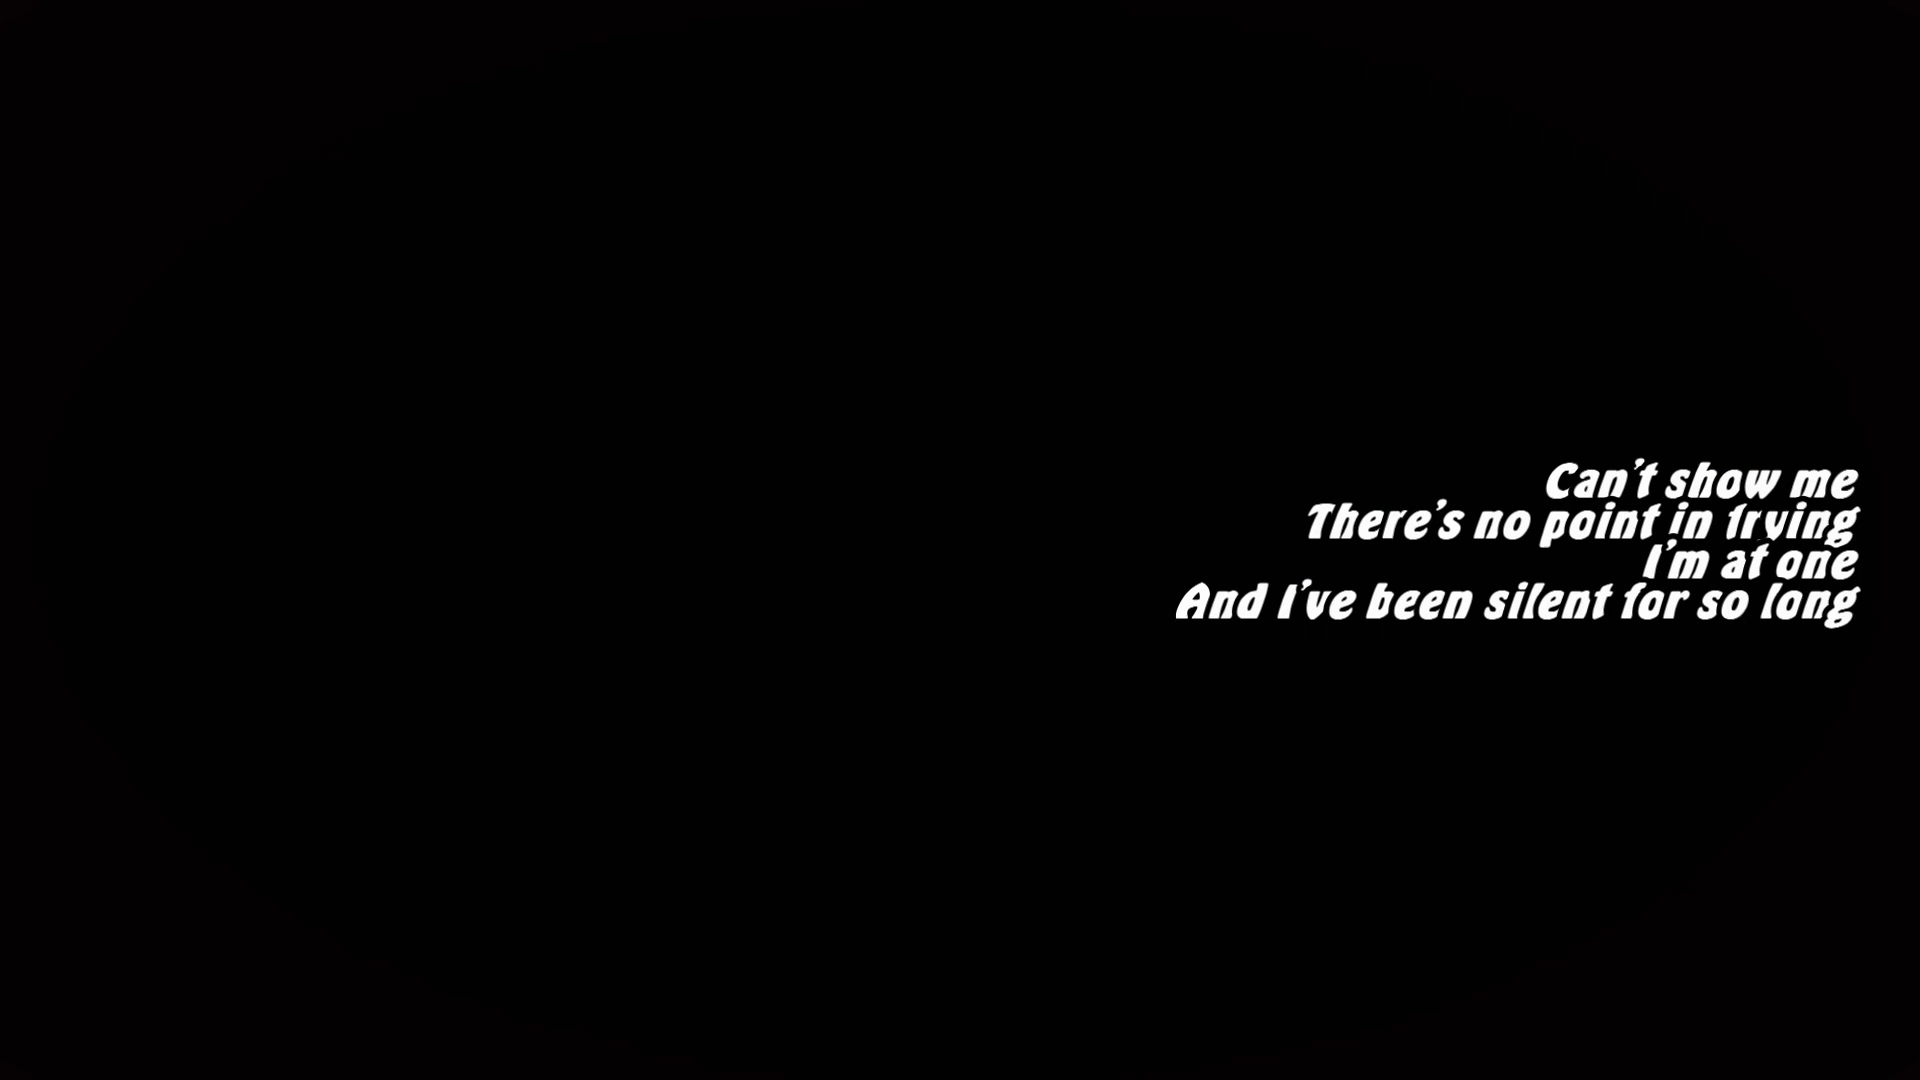 Can't show me
There's no point in trying
I'm at one
And I've been silent for so long